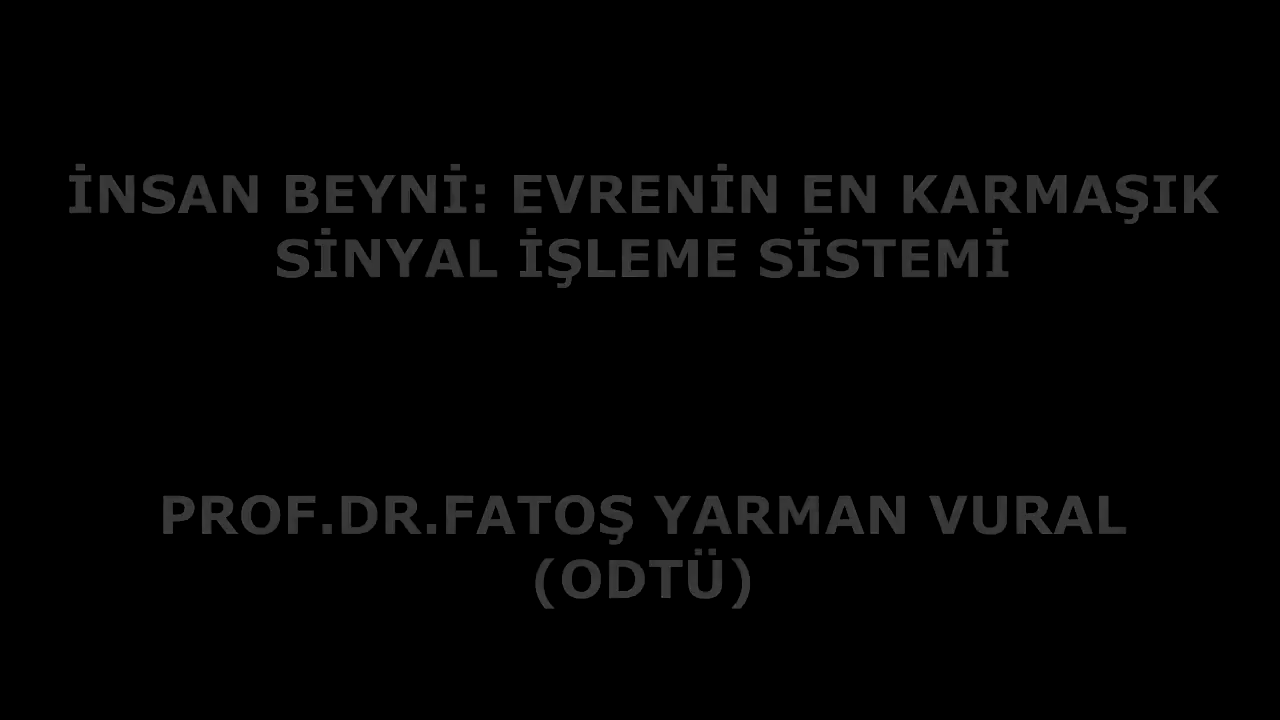 İNSAN BEYNİ: EVRENİN EN KARMAŞIK
SİNYAL İŞLEME SİSTEMİ
PROF.DR.FATOŞ YARMAN VURAL
(ODTÜ)